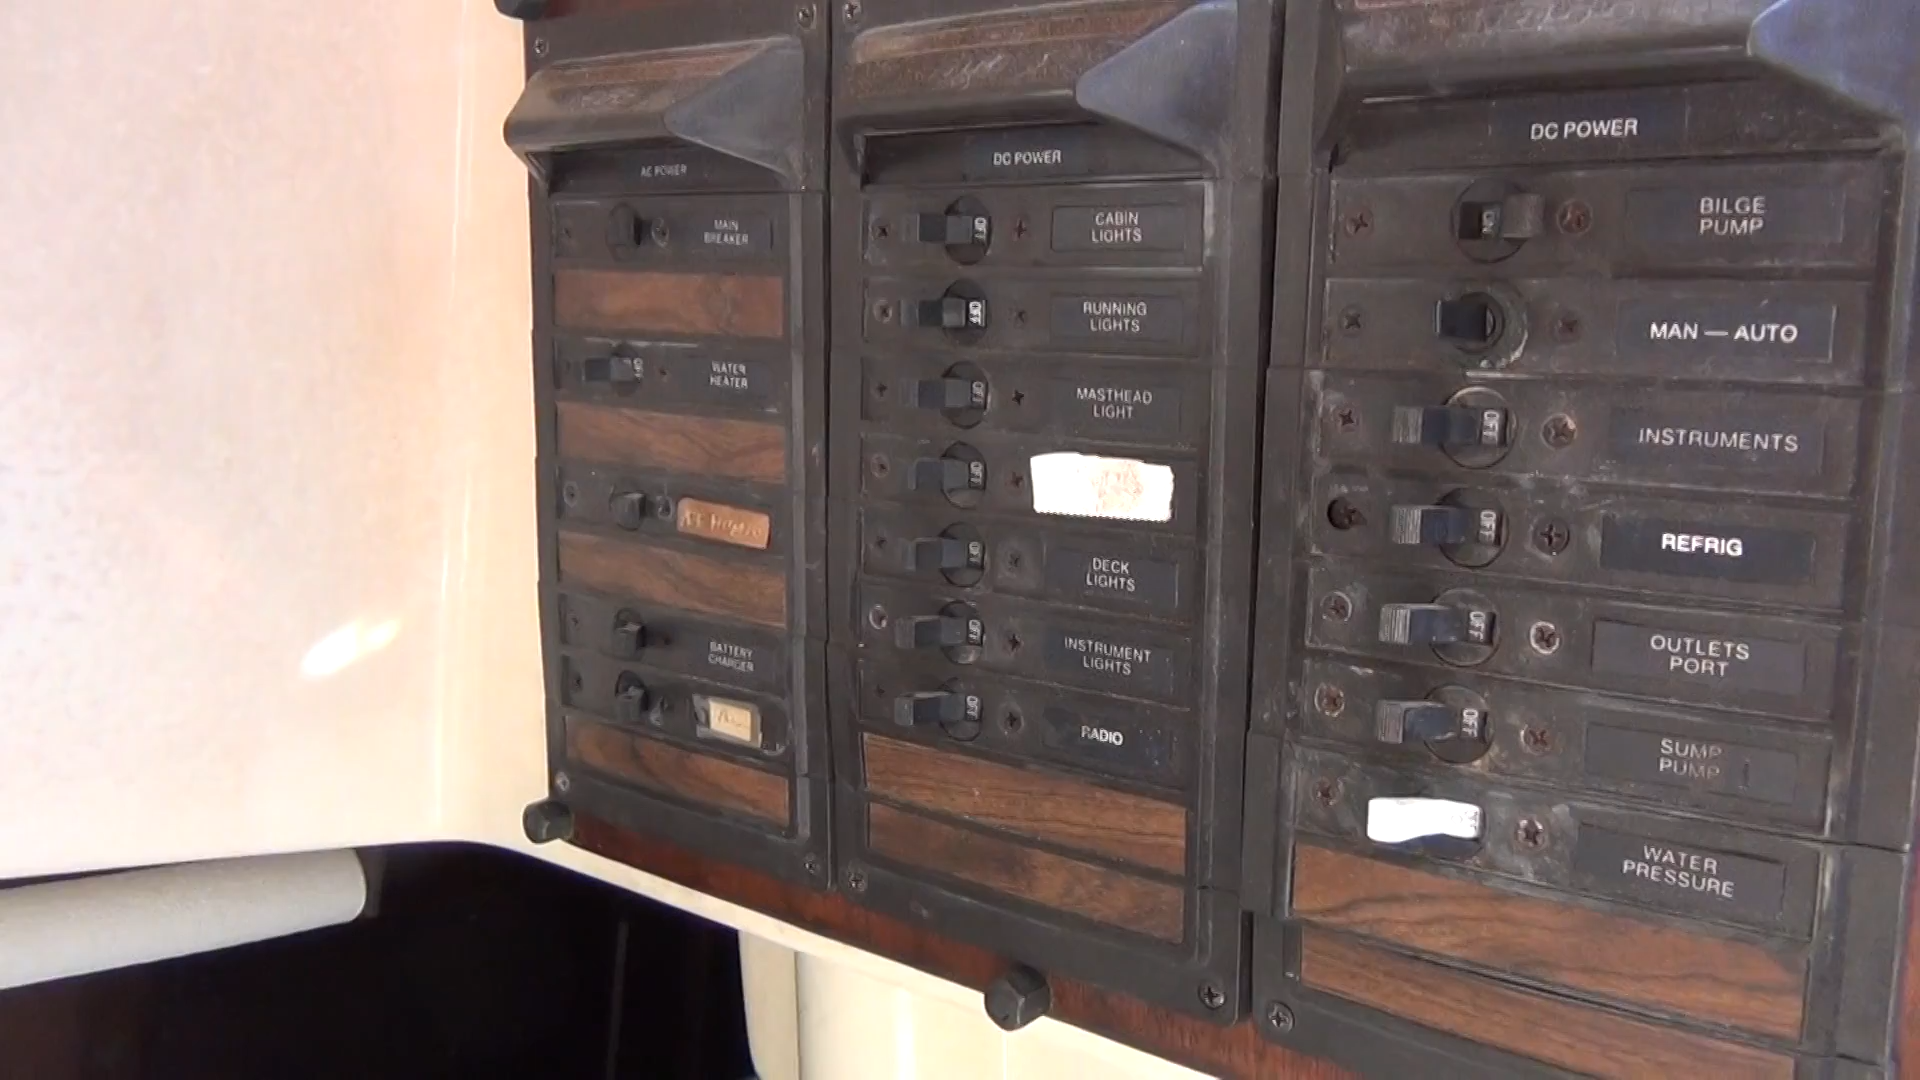 AC POWER
MAIN
BREAKER
OFF
WATER
HEATER
BATTERY
CHARGER
DC POWER
OFF
CABIN
LIGHTS
OFF
RUNNING
LIGHTS
OFF
MASTHEAD
LIGHT
OFF
OFF
DECK
LIGHTS
OFF
INSTRUMENT
LIGHTS
OFF
RADIO
DC POWER
ON
BILGE
PUMP
MAN — AUTO
OFF
INSTRUMENTS
OFF
REFRIG
OFF
OUTLETS
PORT
OFF
SUMP
PUMP
WATER
PRESSURE